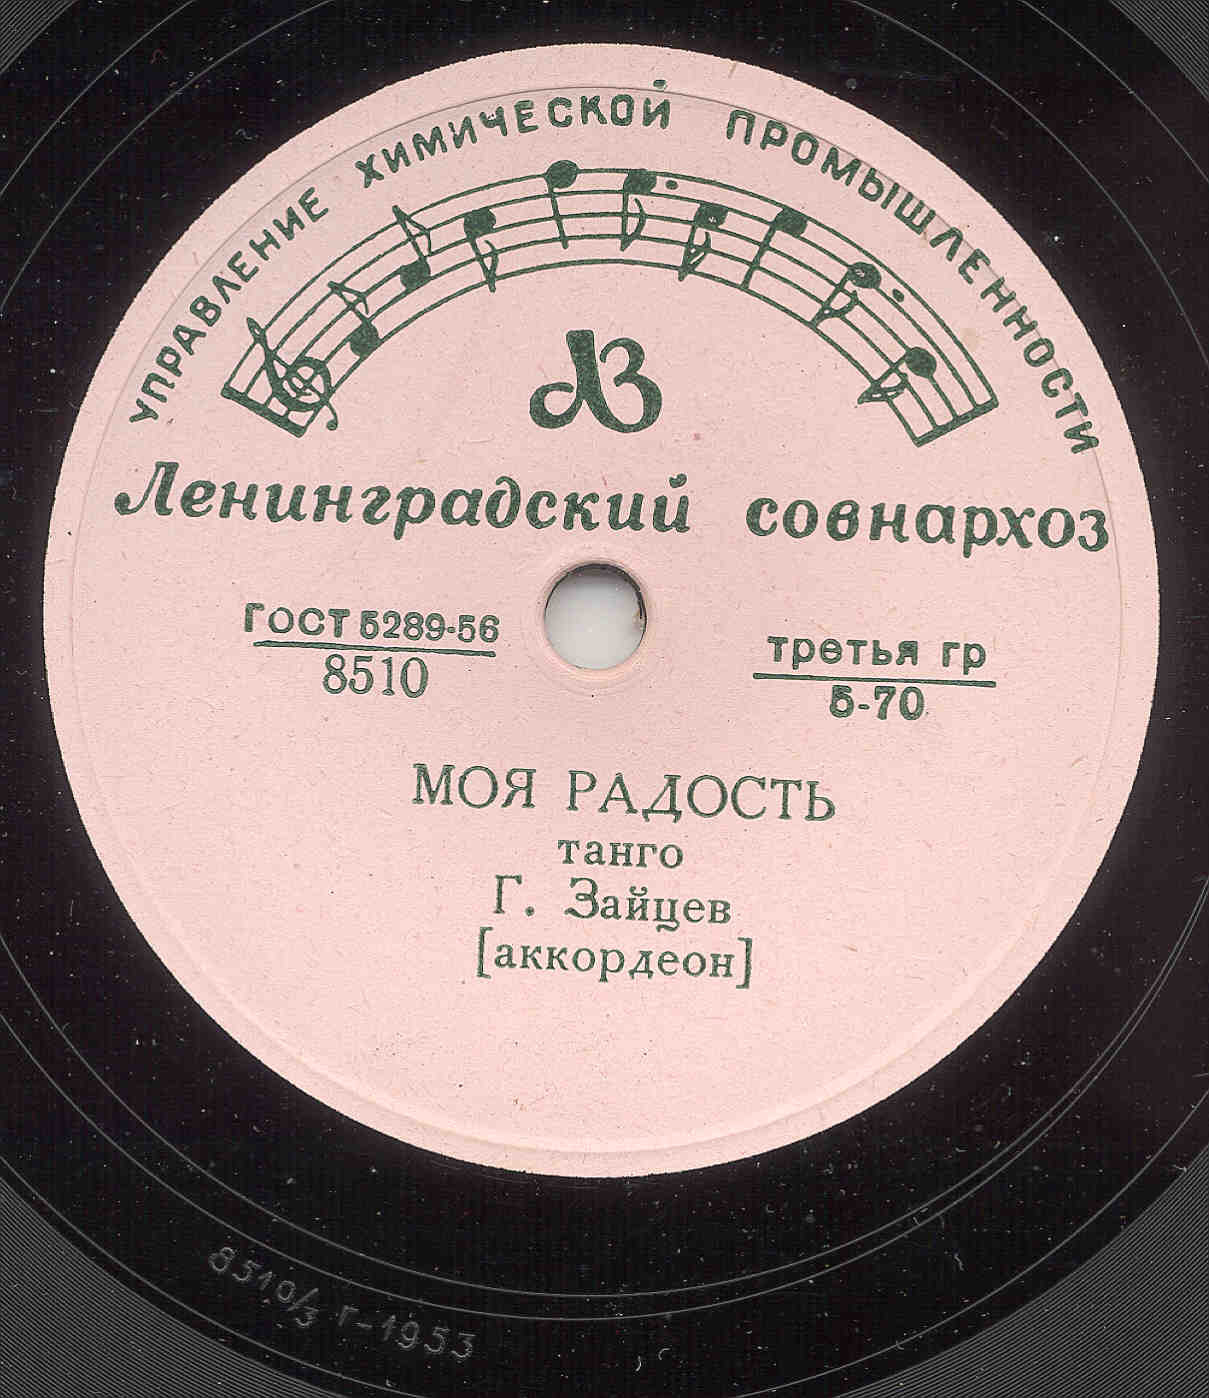 УПРАВЛЕНИЕ ХИМИЧЕСКОЙ ПРОМЫШЛЕННОСТИ
ЛЗ
Ленинградский совнархоз
ГОСТ 5289-56
8510
третья гр
5-70
МОЯ РАДОСТЬ
танго
Г. Зайцев
[аккордеон]
8510/3 Г-1953